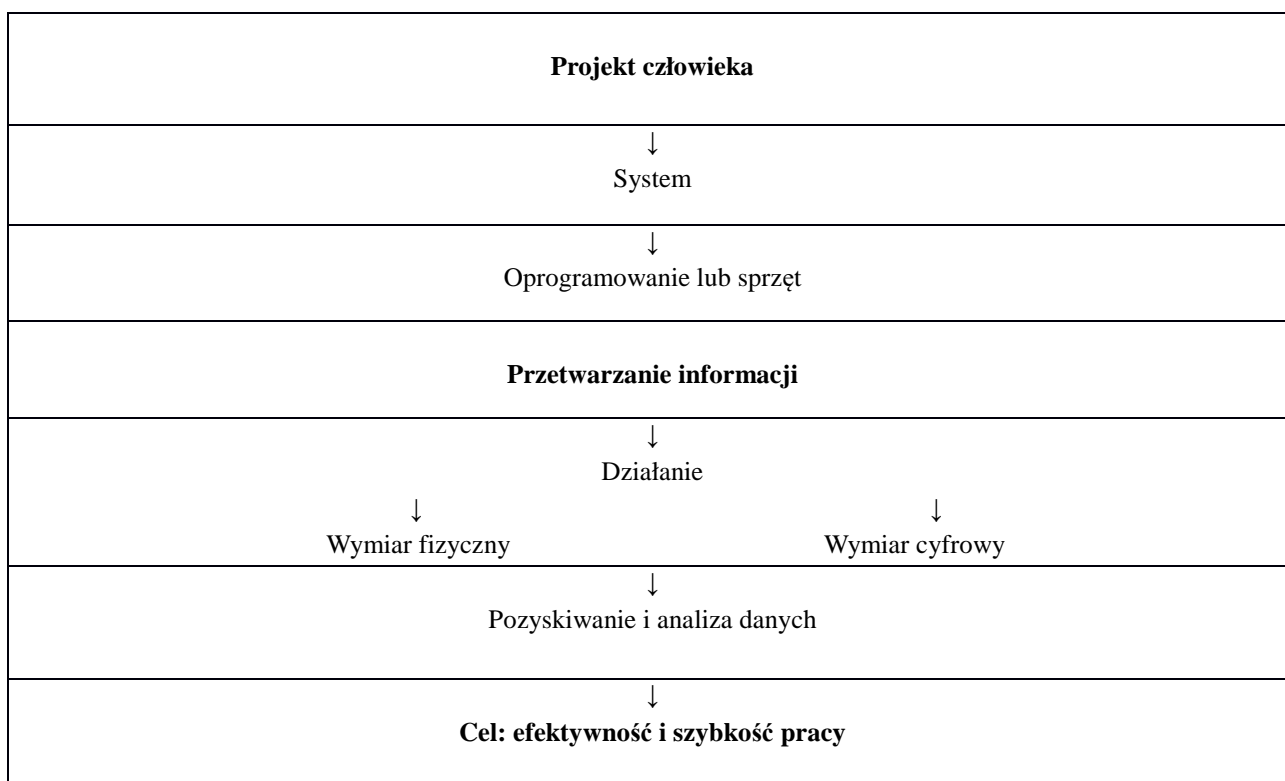 Projekt człowieka
↓
System
↓
Oprogramowanie lub sprzęt
Przetwarzanie informacji
↓
Działanie
↓ ↓
Wymiar fizyczny Wymiar cyfrowy
↓
Pozyskiwanie i analiza danych
↓
Cel: efektywność i szybkość pracy